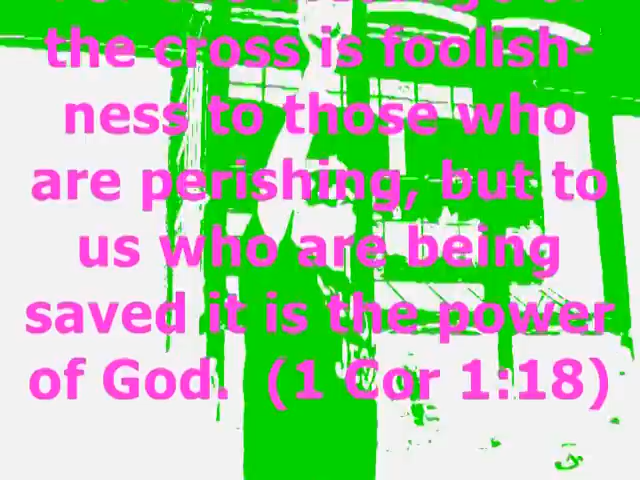 the cross is foolish-
ness to those who
are perishing, but to
us who are being
saved it is the power
of God. (1 Cor 1:18)